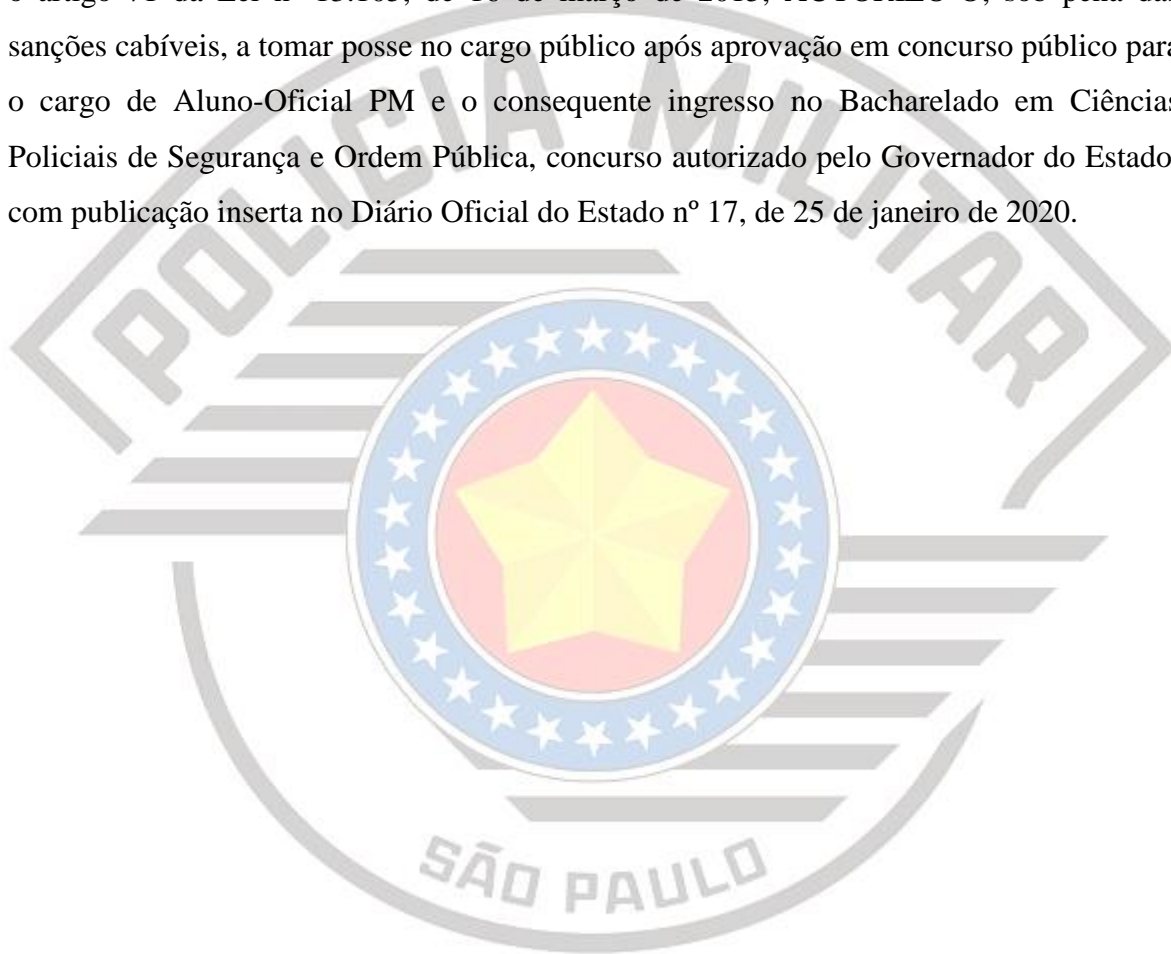 sanções cabíveis, a tomar posse no cargo público após aprovação em concurso público para
o cargo de Aluno-Oficial PM e o consequente ingresso no Bacharelado em Ciências
Policiais de Segurança e Ordem Pública, concurso autorizado pelo Governador do Estado
com publicação inserta no Diário Oficial do Estado nº 17, de 25 de janeiro de 2020.
POLICIA MILITAR
SÃO PAULO